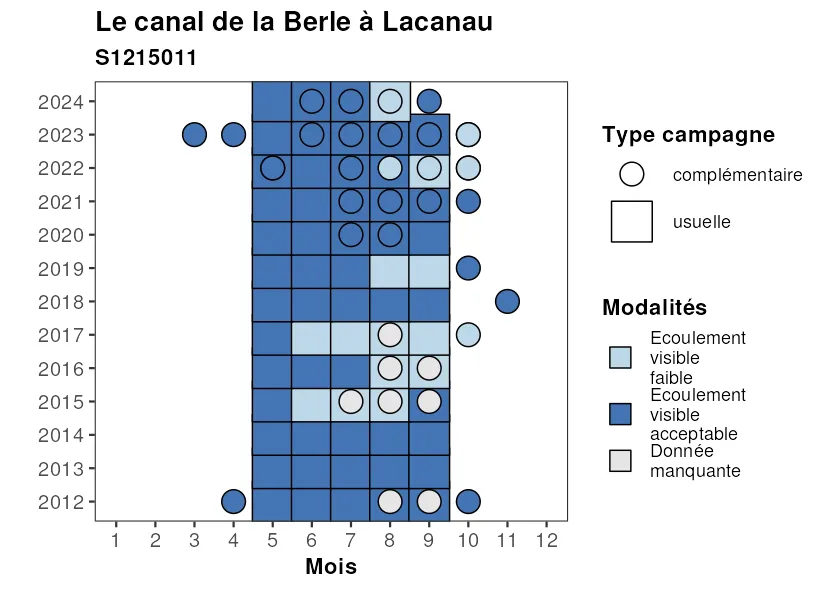 Le canal de la Berle à Lacanau
S1215011
2024
2023
2022
2021
2020
2019
2018
2017
2016
2015
2014
2013
2012
1 2 3 4 5 6 7 8 9 10 11 12
Mois
Type campagne
complémentaire
usuelle
Modalités
Ecoulement
visible
faible
Ecoulement
visible
acceptable
Donnée
manquante